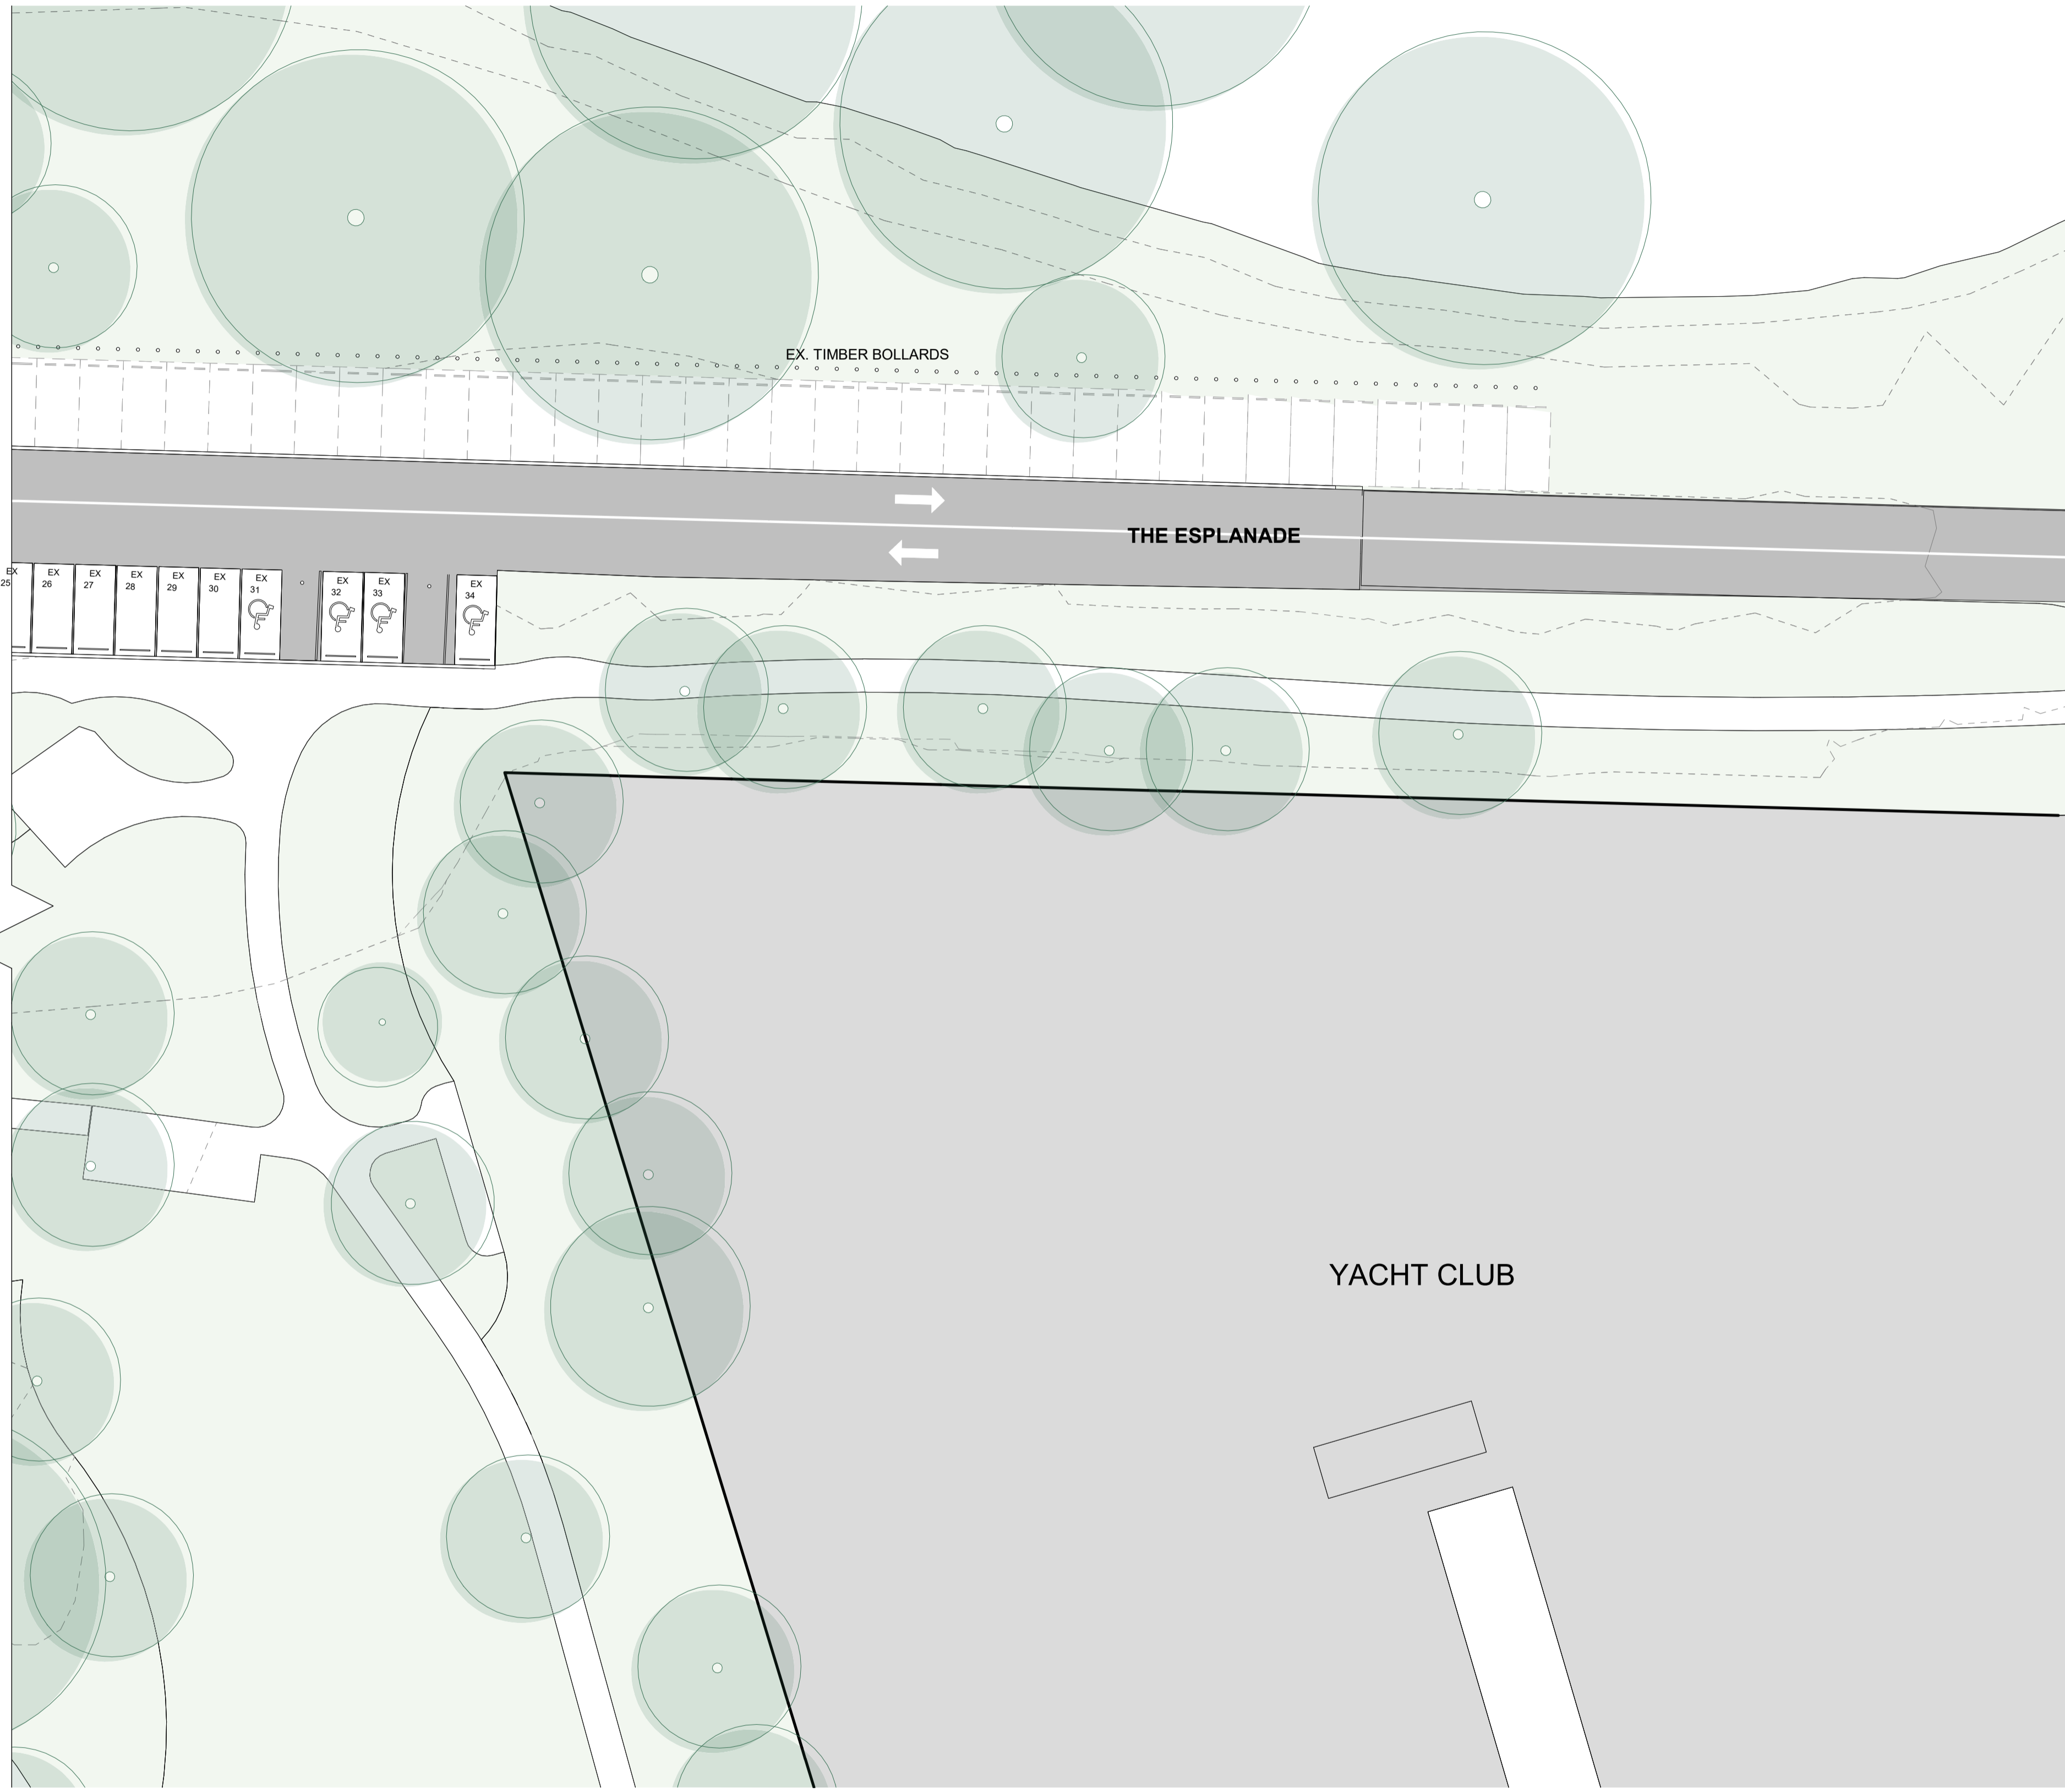 EX. TIMBER BOLLARDS
THE ESPLANADE
EX
25
EX
26
EX
27
EX
28
EX
29
EX
30
EX
31
EX
32
EX
33
EX
34
YACHT CLUB